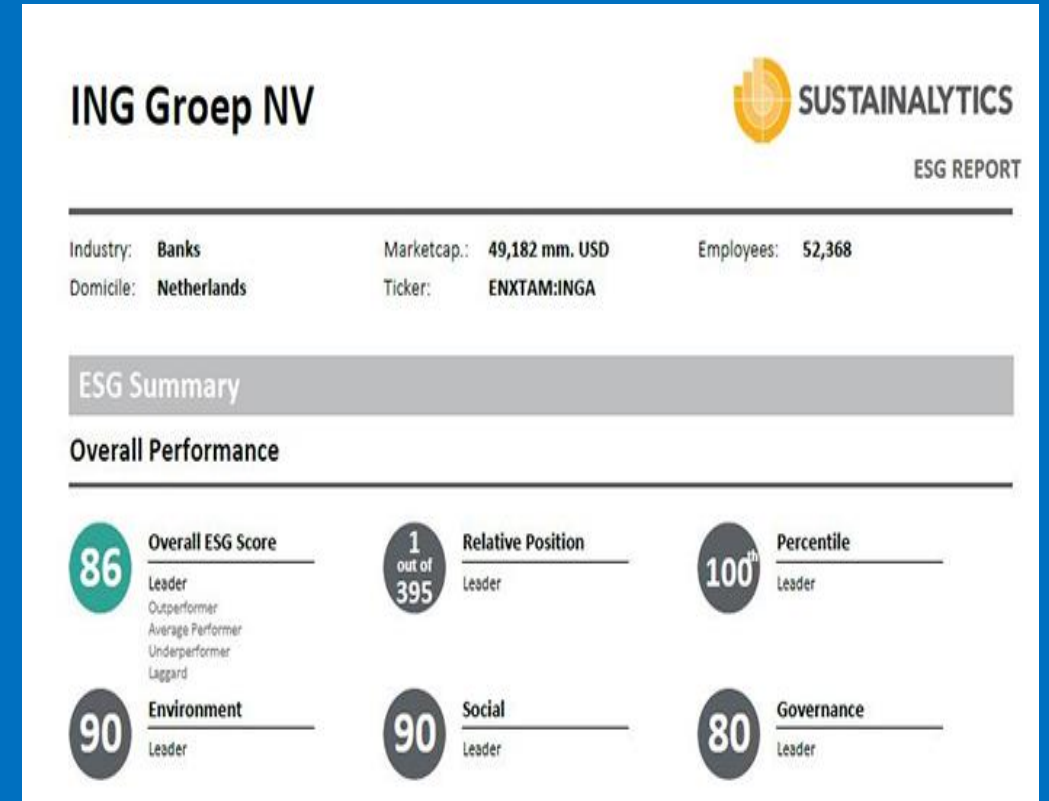 ING Groep NV
SUSTAINALYTICS
ESG REPORT
Industry: Banks Marketcap.: 49,182 mm. USD Employees: 52,368
Domicile: Netherlands Ticker: ENXTAM:INGA
ESG Summary
Overall Performance
86
Overall ESG Score
Leader
Outperformer
Average Performer
Underperformer
Laggard
1
out of
395
Relative Position
Leader
100th
Percentile
Leader
90
Environment
Leader
90
Social
Leader
80
Governance
Leader